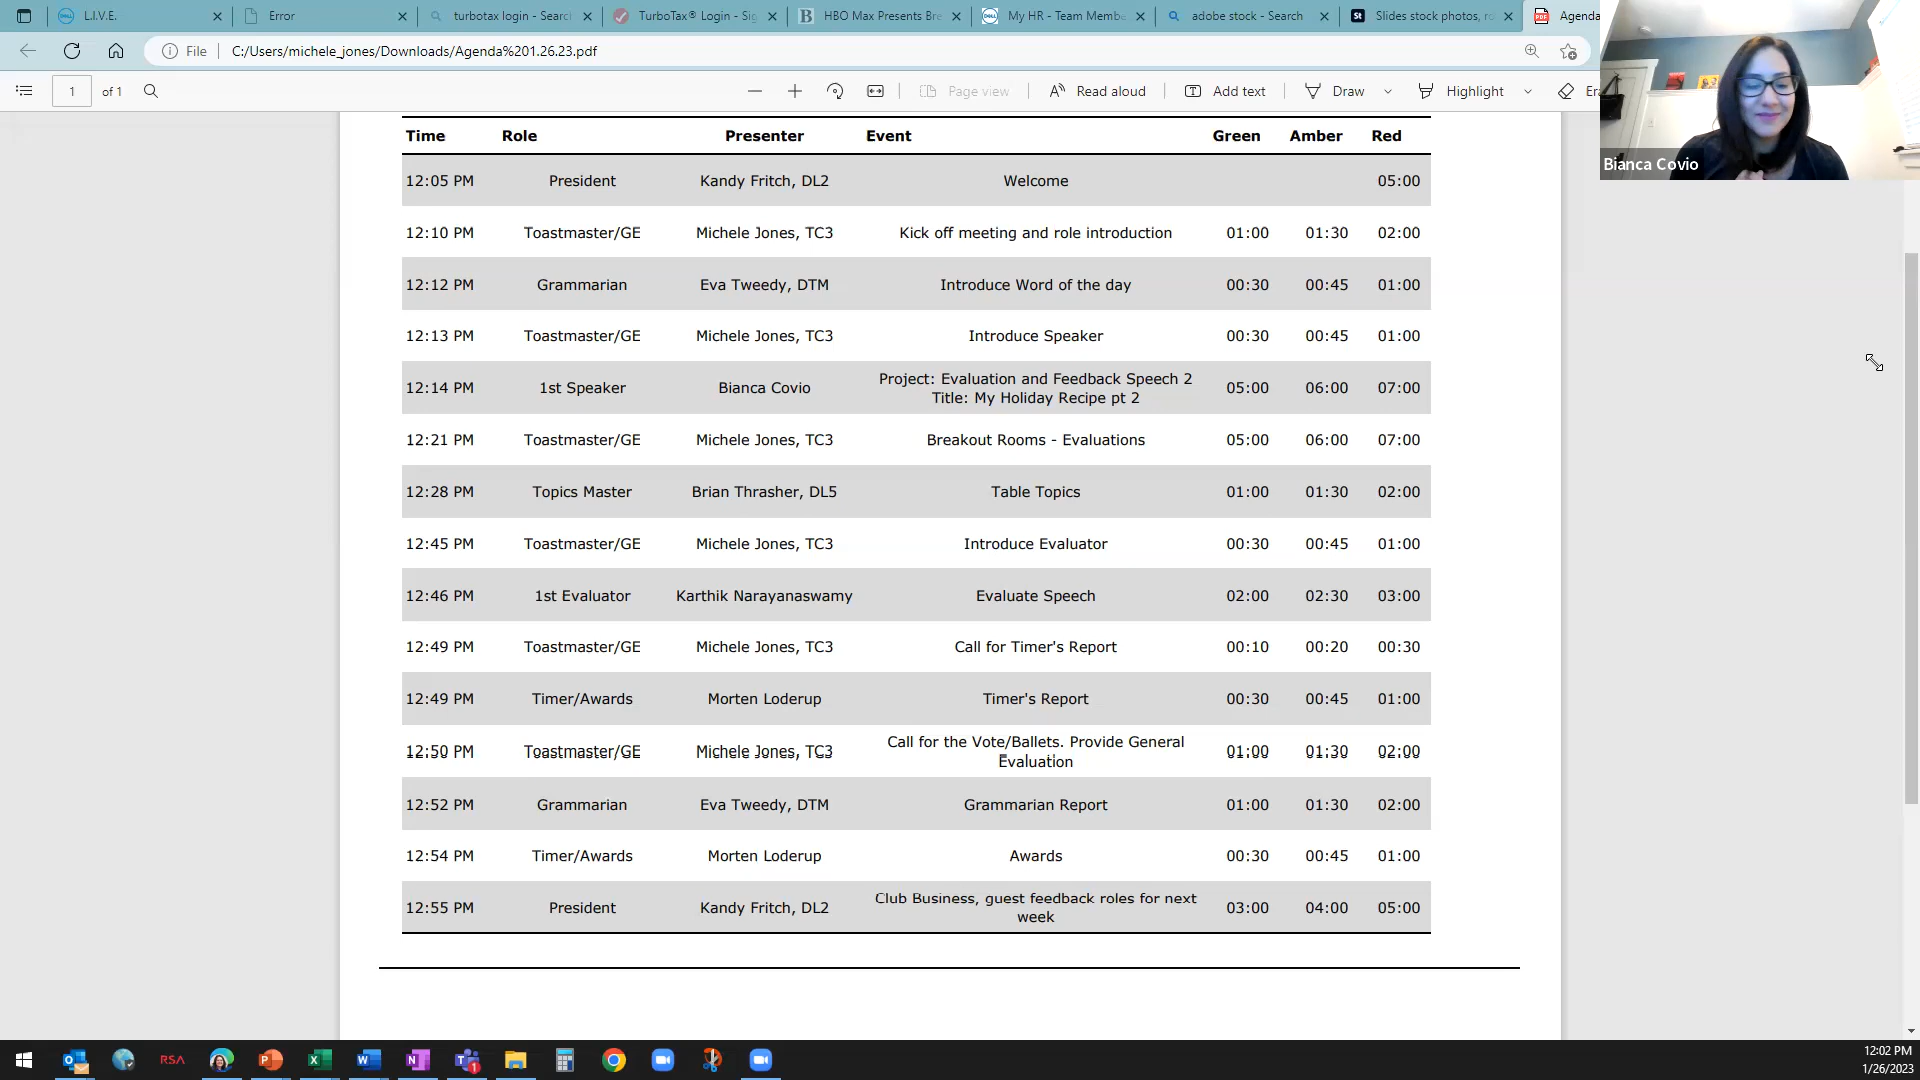 L.I.V.E.
Error
turbotax login - Searc
TurboTax® Login - Sig
HBO Max Presents Bre
My HR - Team Membe
adobe stock - Search
Slides stock photos, ro
Agenda
File C:/Users/michele_jones/Downloads/Agenda%201.26.23.pdf
1 of 1 Page view Read aloud Add text Draw Highlight Era
Bianca Covio
Time Role Presenter Event Green Amber Red
12:05 PM President Kandy Fritch, DL2 Welcome 05:00
12:10 PM Toastmaster/GE Michele Jones, TC3 Kick off meeting and role introduction 01:00 01:30 02:00
12:12 PM Grammarian Eva Tweedy, DTM Introduce Word of the day 00:30 00:45 01:00
12:13 PM Toastmaster/GE Michele Jones, TC3 Introduce Speaker 00:30 00:45 01:00
12:14 PM 1st Speaker Bianca Covio Project: Evaluation and Feedback Speech 2
Title: My Holiday Recipe pt 2 05:00 06:00 07:00
12:21 PM Toastmaster/GE Michele Jones, TC3 Breakout Rooms - Evaluations 05:00 06:00 07:00
12:28 PM Topics Master Brian Thrasher, DL5 Table Topics 01:00 01:30 02:00
12:45 PM Toastmaster/GE Michele Jones, TC3 Introduce Evaluator 00:30 00:45 01:00
12:46 PM 1st Evaluator Karthik Narayanaswamy Evaluate Speech 02:00 02:30 03:00
12:49 PM Toastmaster/GE Michele Jones, TC3 Call for Timer's Report 00:10 00:20 00:30
12:49 PM Timer/Awards Morten Loderup Timer's Report 00:30 00:45 01:00
12:50 PM Toastmaster/GE Michele Jones, TC3 Call for the Vote/Ballets. Provide General
Evaluation 01:00 01:30 02:00
12:52 PM Grammarian Eva Tweedy, DTM Grammarian Report 01:00 01:30 02:00
12:54 PM Timer/Awards Morten Loderup Awards 00:30 00:45 01:00
12:55 PM President Kandy Fritch, DL2 Club Business, guest feedback roles for next
week 03:00 04:00 05:00
RSA
12:02 PM
1/26/2023